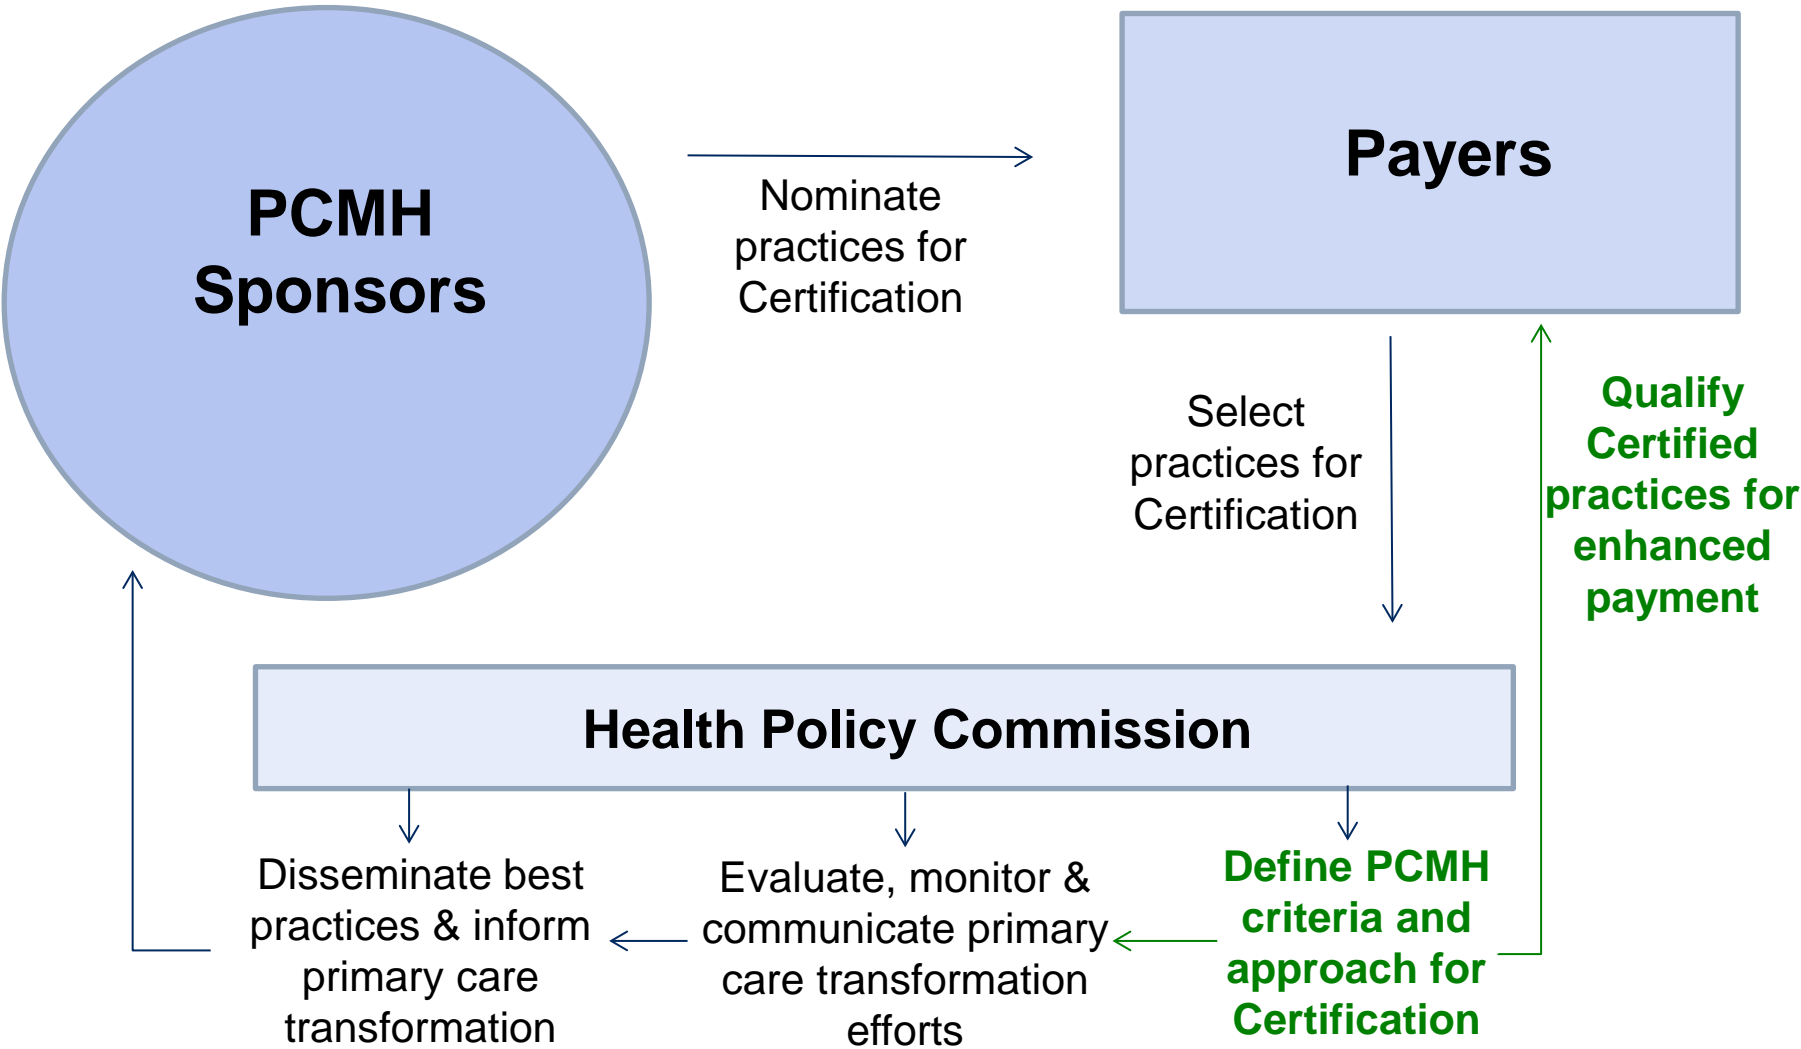 PCMH
Sponsors
Nominate
practices for
Certification
Payers
Select
practices for
Certification
Qualify
Certified
practices for
enhanced
payment
Health Policy Commission
Disseminate best
practices & inform
primary care
transformation
Evaluate, monitor &
communicate primary
care transformation
efforts
Define PCMH
criteria and
approach for
Certification